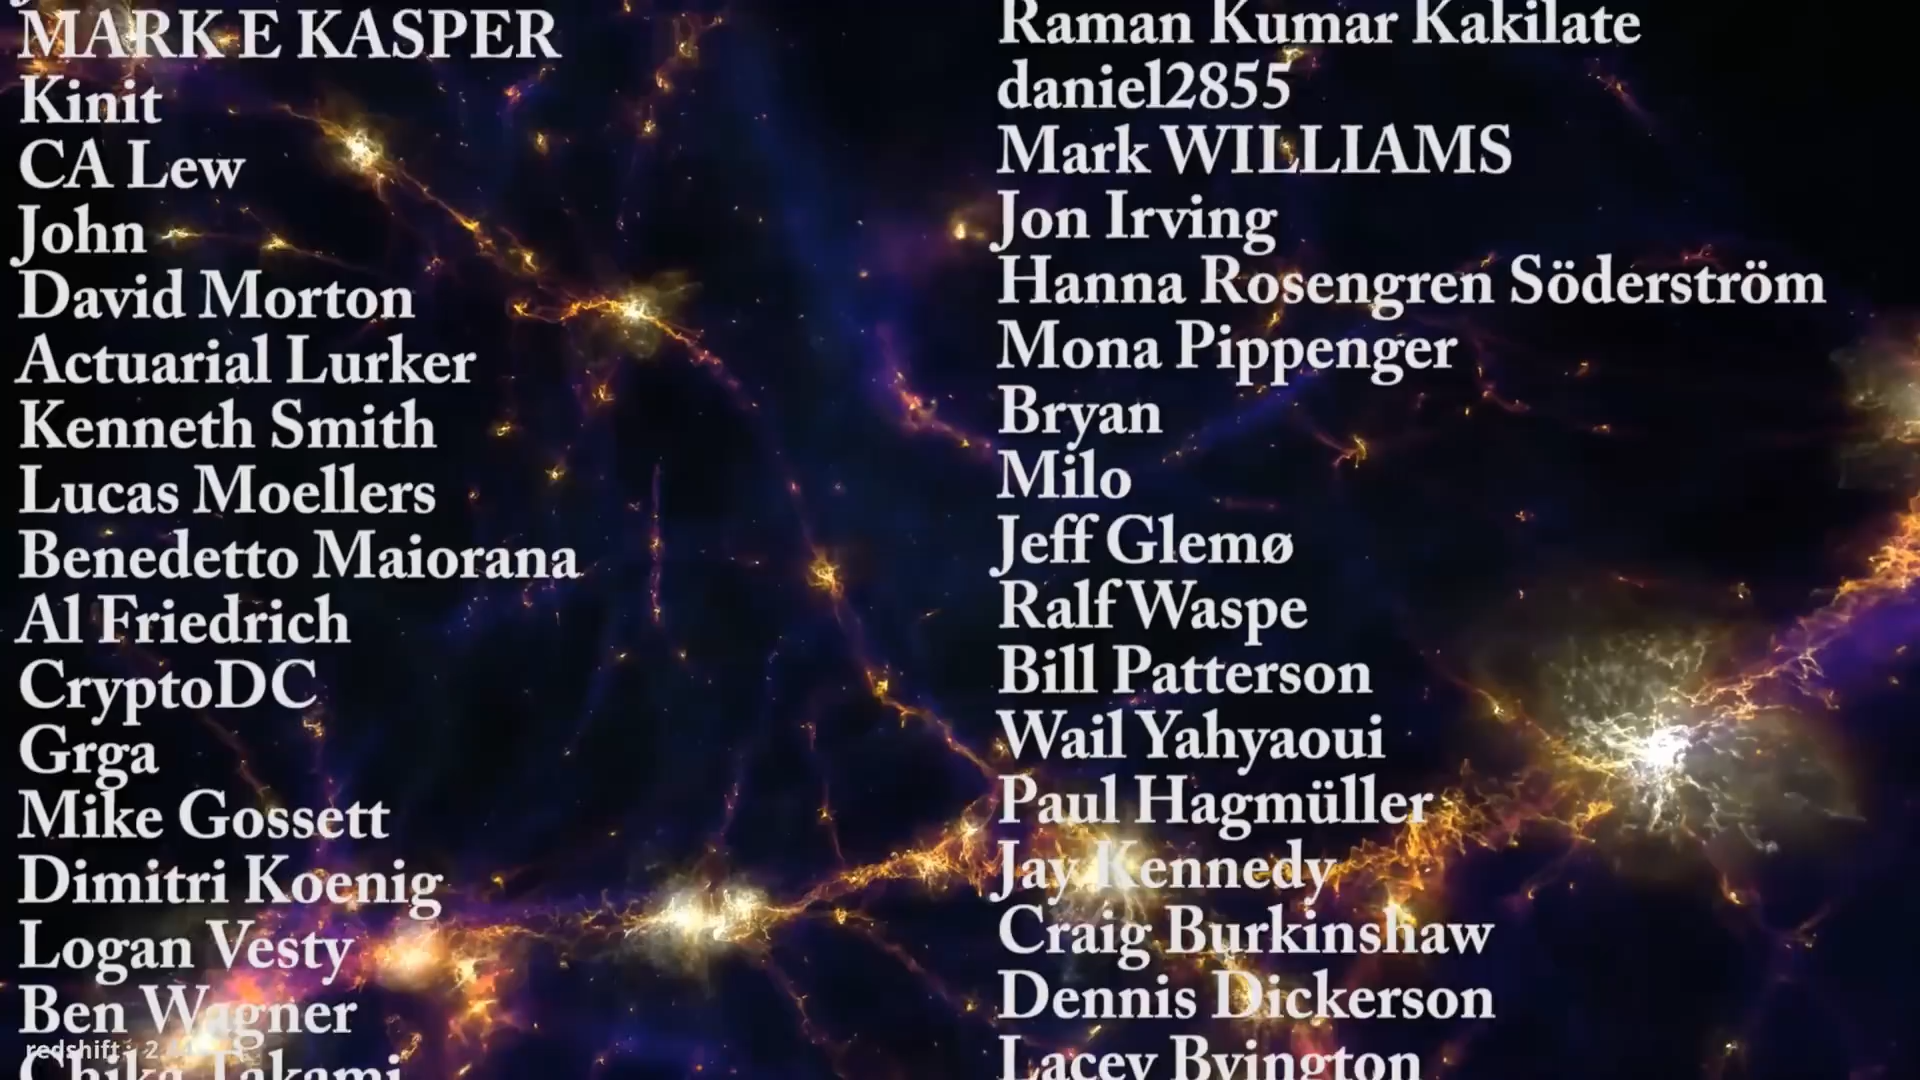 MARK E KASPER
Kinit
CA Lew
John
David Morton
Actuarial Lurker
Kenneth Smith
Lucas Moellers
Benedetto Maiorana
Al Friedrich
CryptoDC
Grga
Mike Gossett
Dimitri Koenig
Logan Vesty
Ben Wagner
redshift :
Chika Takami
Raman Kumar Kakilate
daniel2855
Mark WILLIAMS
Jon Irving
Hanna Rosengren Söderström
Mona Pippenger
Bryan
Milo
Jeff Glemø
Ralf Waspe
Bill Patterson
Wail Yahyaoui
Paul Hagmüller
Jay Kennedy
Craig Burkinshaw
Dennis Dickerson
Lacey Byington